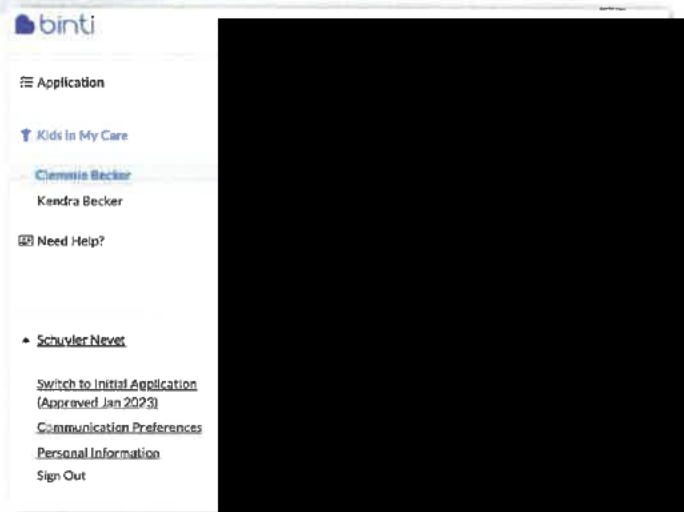 binti
Application
Kids in My Care
Clemmie Becker
Kendra Becker
Need Help?
Schuyler Nevet
Switch to Initial Application
(Approved Jan 2023)
Communication Preferences
Personal Information
Sign Out